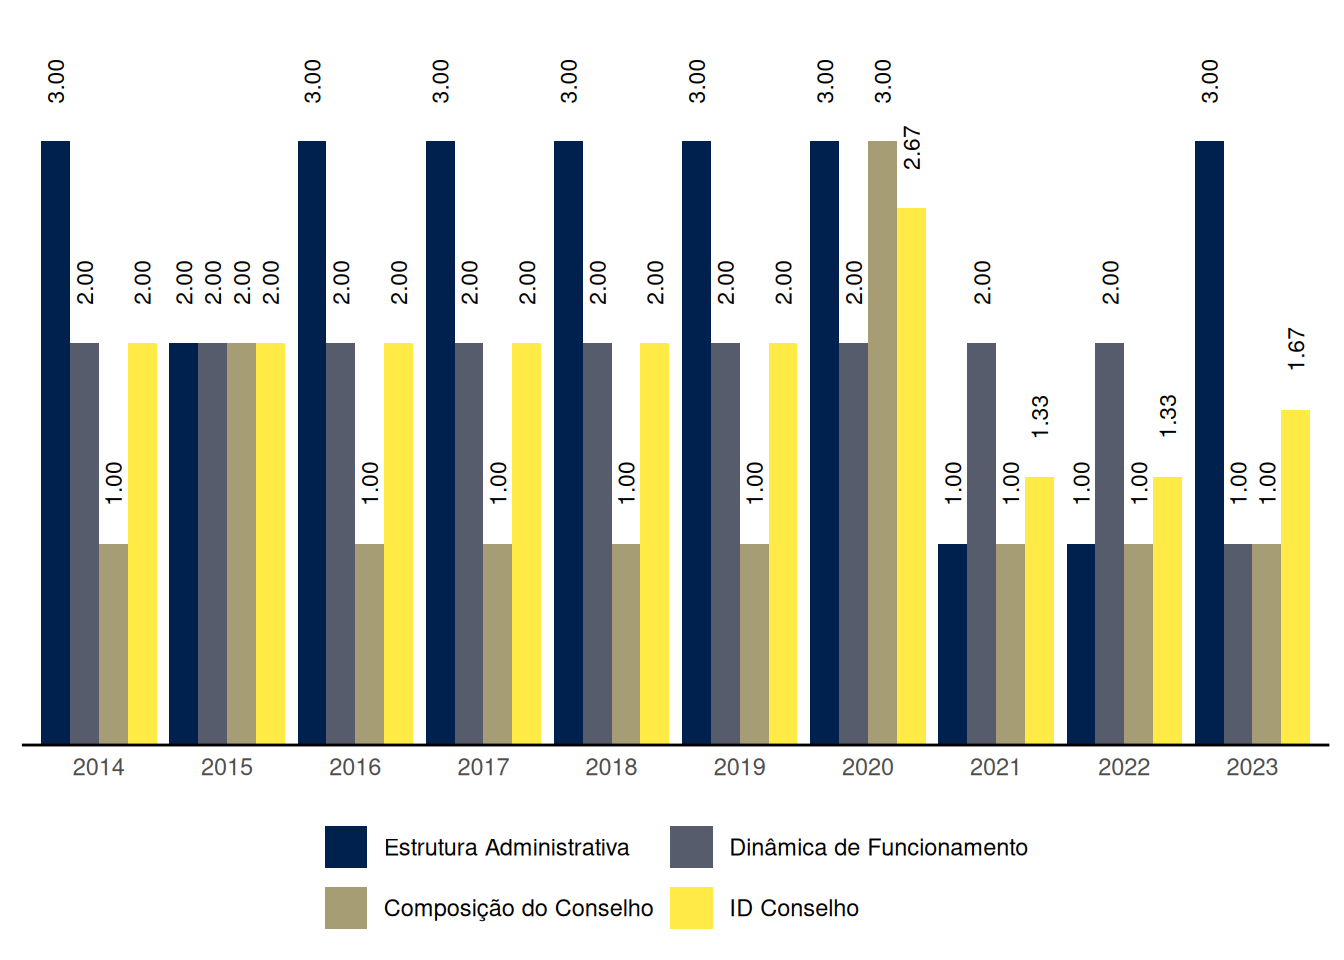 3.00 3.00 3.00 3.00 3.00 3.00 3.00 3.00
2.67
2.00 2.00 2.00 2.00 2.00 2.00 2.00 2.00 2.00 2.00 2.00 2.00 2.00 2.00 2.00 2.00 2.00 2.00
1.67
1.33 1.33
1.00 1.00 1.00 1.00 1.00 1.00 1.00 1.00 1.00 1.00 1.00
2014 2015 2016 2017 2018 2019 2020 2021 2022 2023
Estrutura Administrativa Dinâmica de Funcionamento
Composição do Conselho ID Conselho